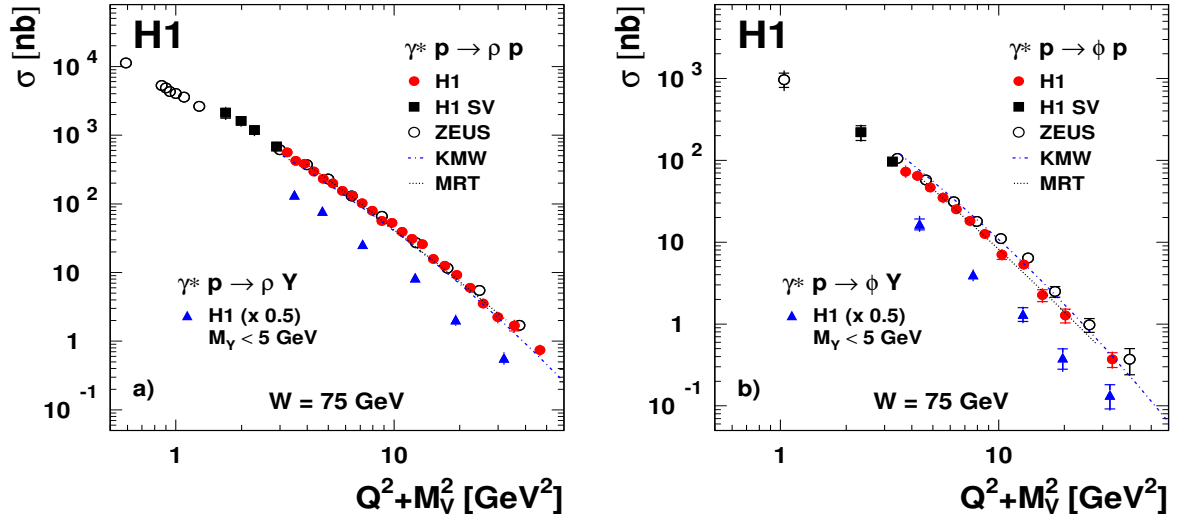 H1
σ [nb]
γ* p → ρ p
H1
H1 SV
ZEUS
KMW
MRT
γ* p → ρ Y
H1 (x 0.5)
M_Y < 5 GeV
a)
W = 75 GeV
10^4
10^3
10^2
10
1
10^-1
1
10
Q^2+M_V^2 [GeV^2]
H1
σ [nb]
γ* p → ϕ p
H1
H1 SV
ZEUS
KMW
MRT
γ* p → ϕ Y
H1 (x 0.5)
M_Y < 5 GeV
b)
W = 75 GeV
10^3
10^2
10
1
10^-1
1
10
Q^2+M_V^2 [GeV^2]